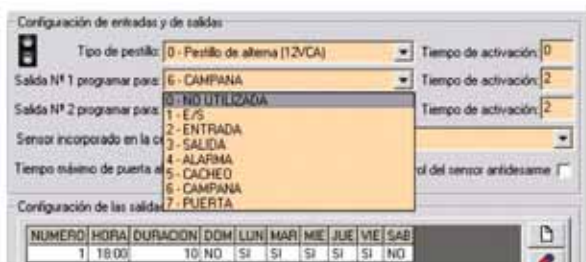 Configuración de entradas y de salidas
Tipo de pestillo: 0 - Pestillo de alterna (12VCA) Tiempo de activación: 0
Salida Nº 1 programar para: 6 - CAMPANA Tiempo de activación: 2
Salida Nº 2 programar para: Tiempo de activación: 2
0 - NO UTILIZADA
1 - E/S
2 - ENTRADA
3 - SALIDA
4 - ALARMA
5 - CACHEO
6 - CAMPANA
7 - PUERTA
Sensor incorporado en la
Tiempo máximo de puerta del sensor antidesarme
Configuración de las
NUMERO HORA DURACION DOM LUN MAR MIE JUE VIE SAB
1 18:00 10 NO SI SI SI SI SI NO